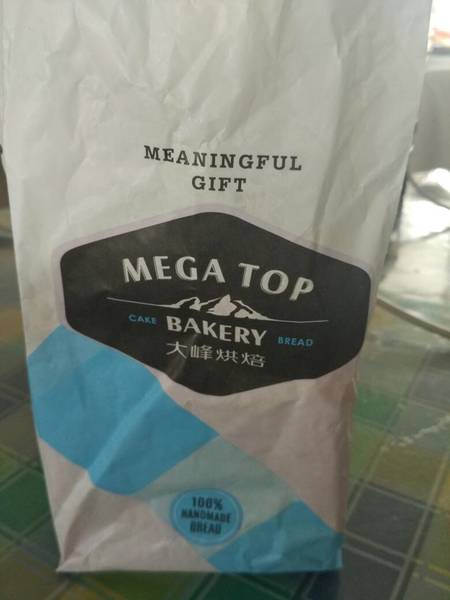 MEANINGFUL
GIFT
MEGA TOP
CAKE BAKERY BREAD
大峰烘焙
100%
HANDMADE
BREAD